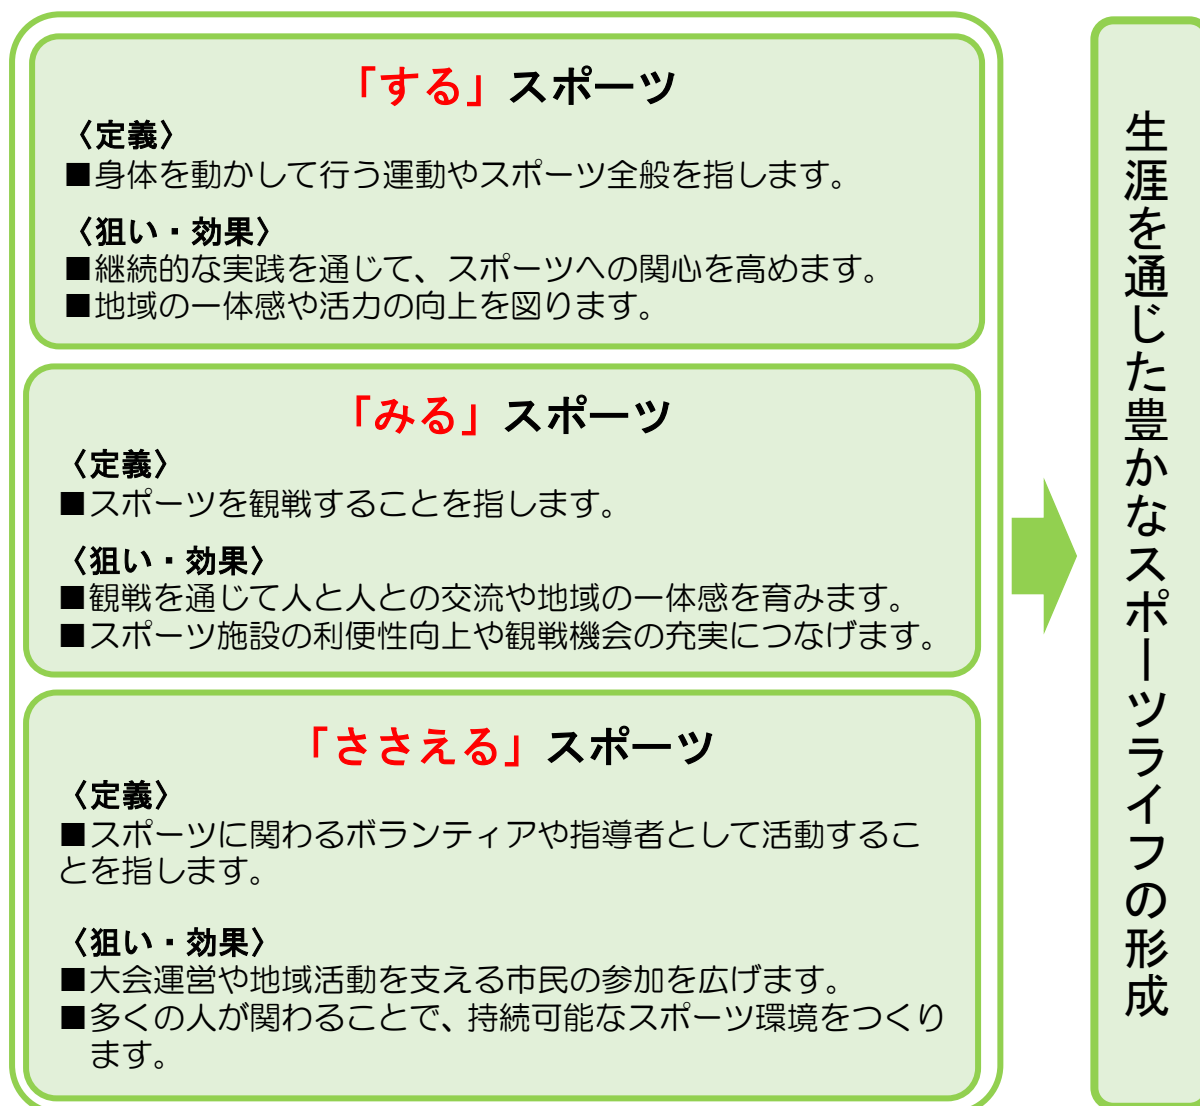 「する」スポーツ
〈定義〉
■身体を動かして行う運動やスポーツ全般を指します。
〈狙い・効果〉
■継続的な実践を通じて、スポーツへの関心を高めます。
■地域の一体感や活力の向上を図ります。
「みる」スポーツ
〈定義〉
■スポーツを観戦することを指します。
〈狙い・効果〉
■観戦を通じて人と人との交流や地域の一体感を育みます。
■スポーツ施設の利便性向上や観戦機会の充実につなげます。
「ささえる」スポーツ
〈定義〉
■スポーツに関わるボランティアや指導者として活動するこ
とを指します。
〈狙い・効果〉
■大会運営や地域活動を支える市民の参加を広げます。
■多くの人が関わることで、持続可能なスポーツ環境をつくり
ます。
生涯を通じた豊かなスポーツライフの形成